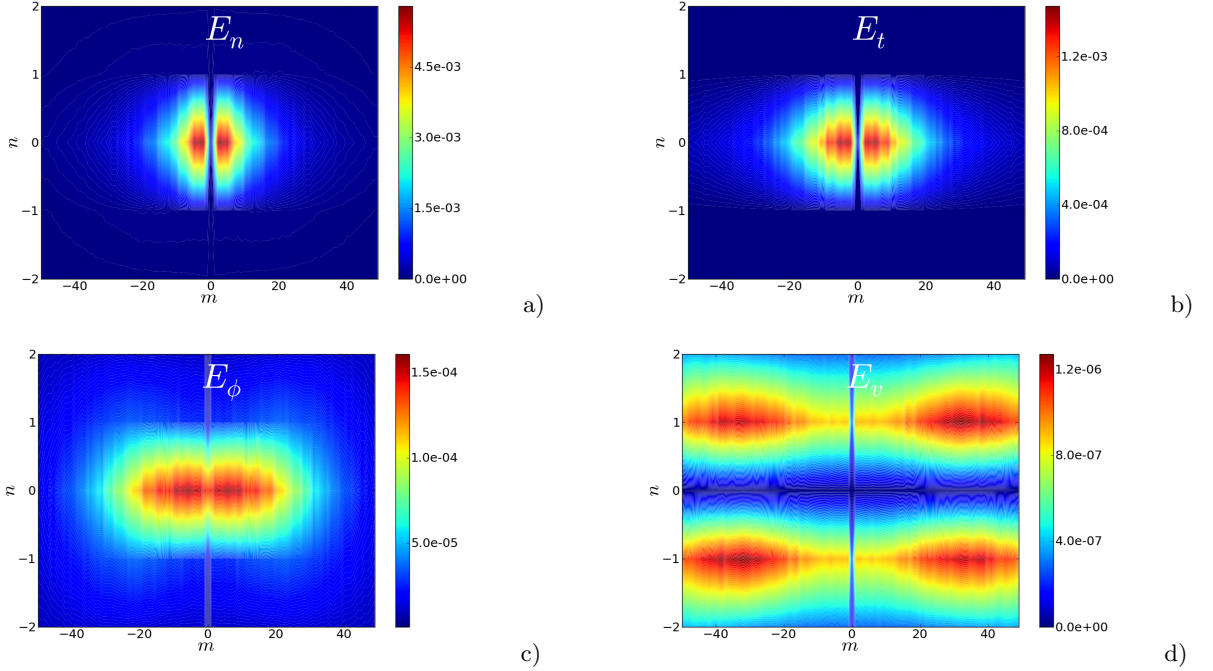 2
1
0
−1
−2
n
E_n
−40
−20
0
20
40
m
4.5e−03
3.0e−03
1.5e−03
0.0e+00
a)
2
1
0
−1
−2
n
E_t
−40
−20
0
20
40
m
1.2e−03
8.0e−04
4.0e−04
0.0e+00
b)
2
1
0
−1
−2
n
E_ϕ
−40
−20
0
20
40
m
1.5e−04
1.0e−04
5.0e−05
c)
2
1
0
−1
−2
n
E_v
−40
−20
0
20
40
m
1.2e−06
8.0e−07
4.0e−07
0.0e+00
d)